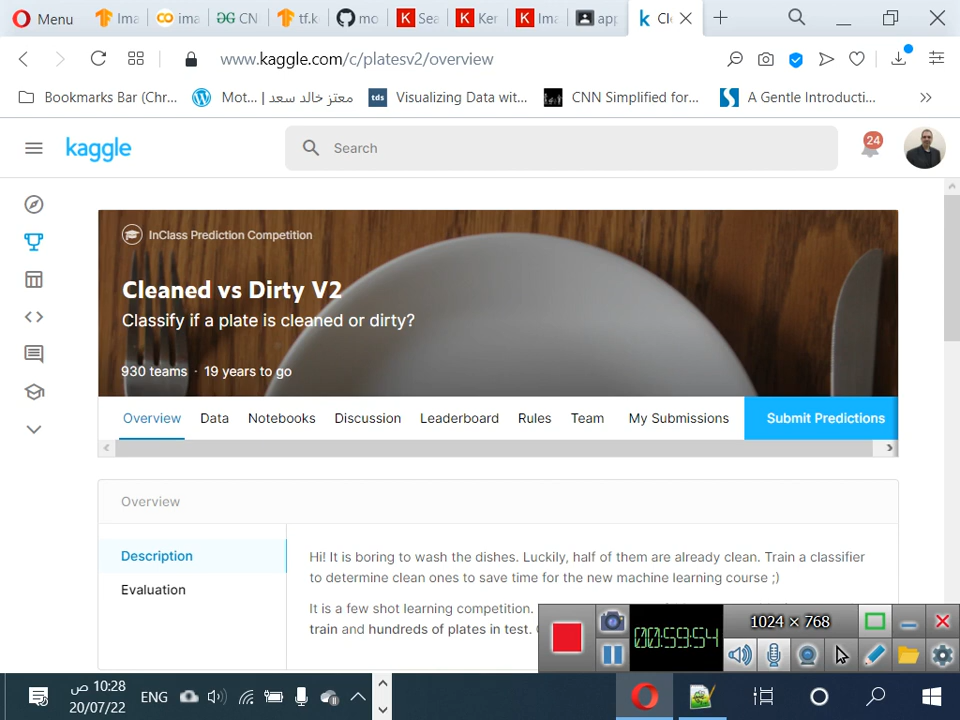 Menu
Ima
ima
CN
tf.k
mo
Sea
Ker
Ima
app
Cle
www.kaggle.com/c/platesv2/overview
Bookmarks Bar (Chr...
Mot... | معتز خالد سعد
tds
Visualizing Data wit...
CNN Simplified for...
A Gentle Introducti...
kaggle
Search
24
InClass Prediction Competition
Cleaned vs Dirty V2
Classify if a plate is cleaned or dirty?
930 teams · 19 years to go
Overview
Data
Notebooks
Discussion
Leaderboard
Rules
Team
My Submissions
Submit Predictions
Overview
Description
Evaluation
Hi! It is boring to wash the dishes. Luckily, half of them are already clean. Train a classifier
to determine clean ones to save time for the new machine learning course ;)
It is a few shot learning competition.
train and hundreds of plates in test.
1024 × 768
00:59:54
10:28 ص
ENG
20/07/22